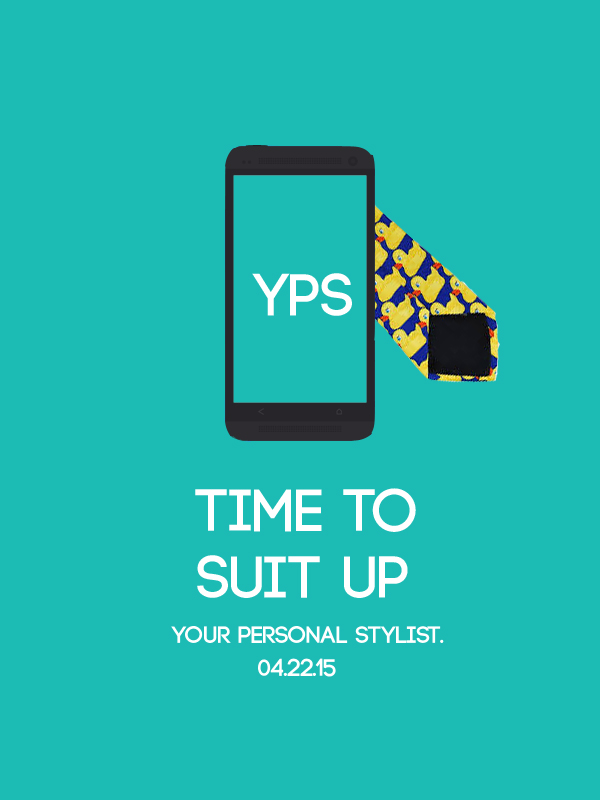 YPS
TIME TO
SUIT UP
YOUR PERSONAL STYLIST.
04.22.15